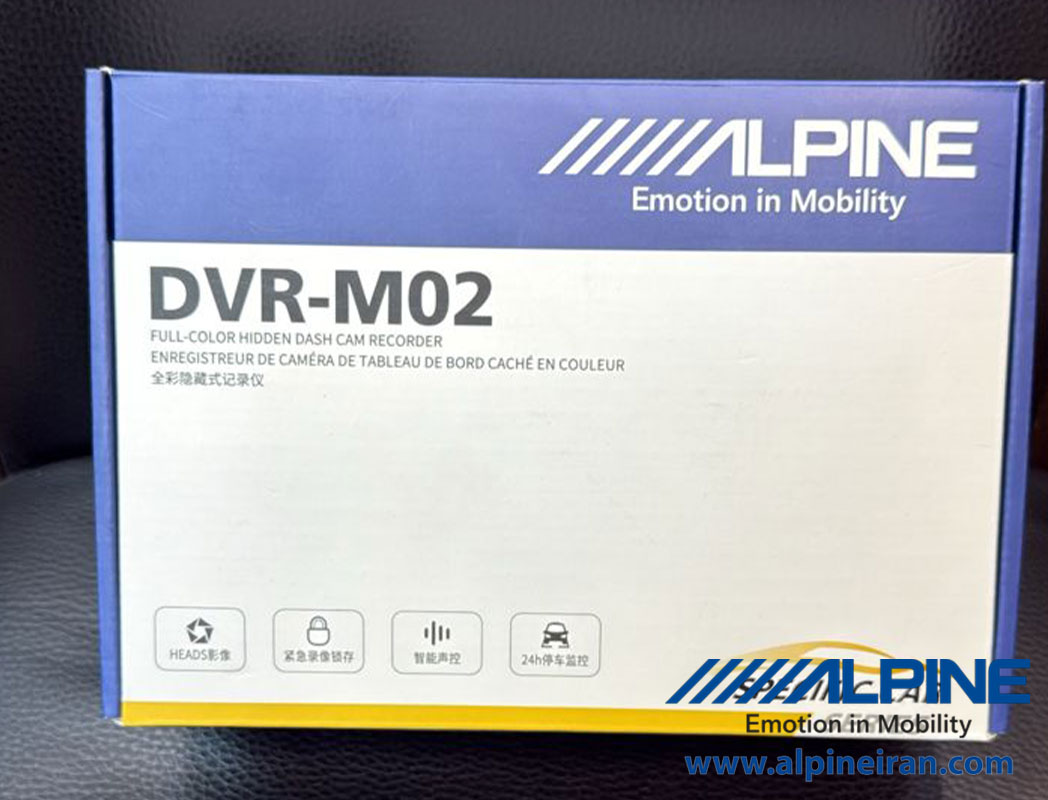 ALPINE
Emotion in Mobility
DVR-M02
FULL-COLOR HIDDEN DASH CAM RECORDER
ENREGISTREUR DE CAMÉRA DE TABLEAU DE BORD CACHÉ EN COULEUR
全彩隐藏式记录仪
HEADS影像
紧急录像锁存
智能声控
24h停车监控
ALPINE
Emotion in Mobility
www.alpineiran.com